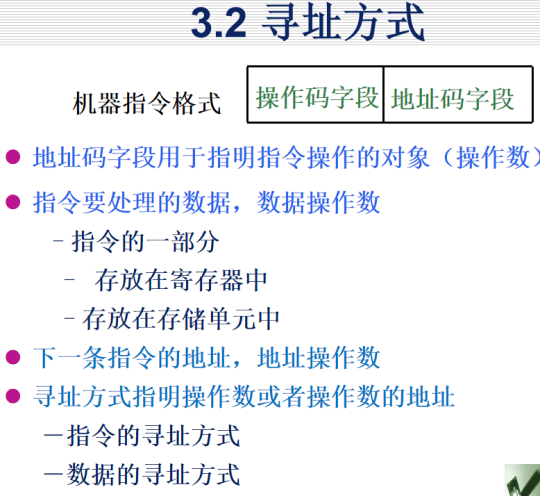 3.2 寻址方式
机器指令格式 操作码字段 地址码字段
● 地址码字段用于指明指令操作的对象（操作数）
● 指令要处理的数据，数据操作数
－指令的一部分
－ 存放在寄存器中
－存放在存储单元中
● 下一条指令的地址，地址操作数
● 寻址方式指明操作数或者操作数的地址
—指令的寻址方式
—数据的寻址方式